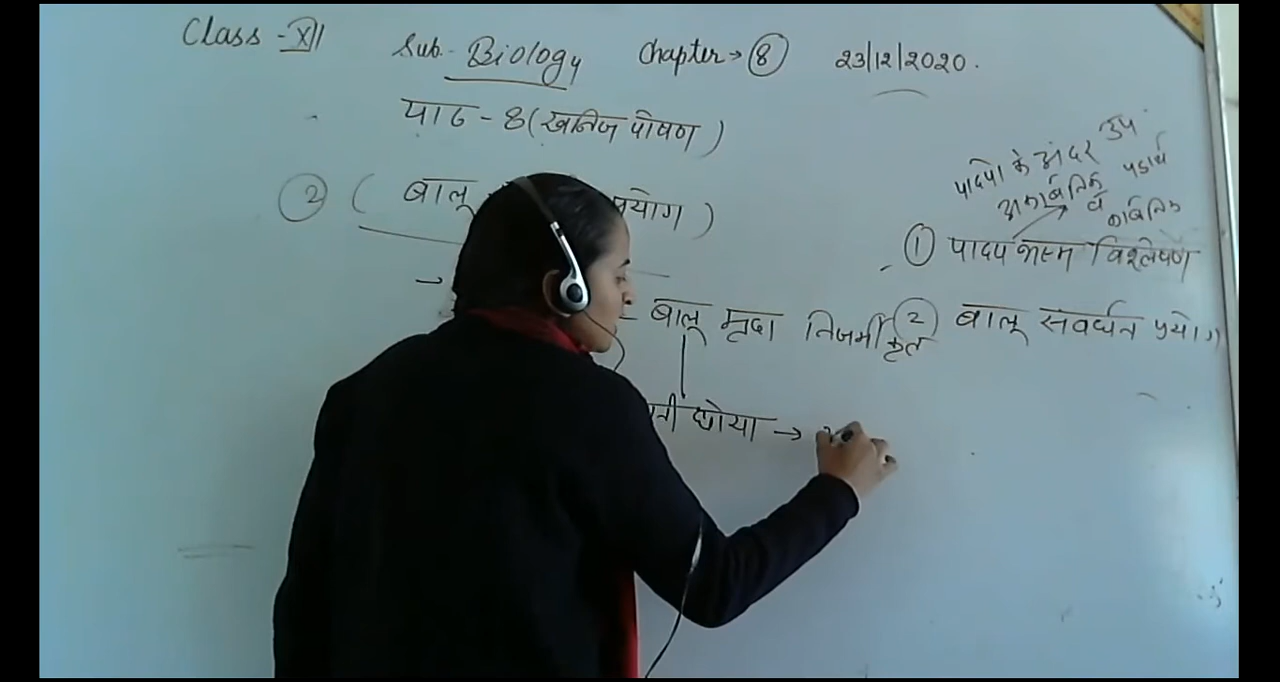 Class - XII Sub.- Biology Chapter → 8 23/12/2020.
पाठ - 8 (खनिज पोषण)
2 ( बालू प्रयोग )
पादपो के अंदर उप
अकार्बनिक व पदार्थ
कार्बनिक
1 पादप भस्म विश्लेषण
2 बालू संवर्धन प्रयोग
- बालू मृदा निजर्मीकृत
धोया →